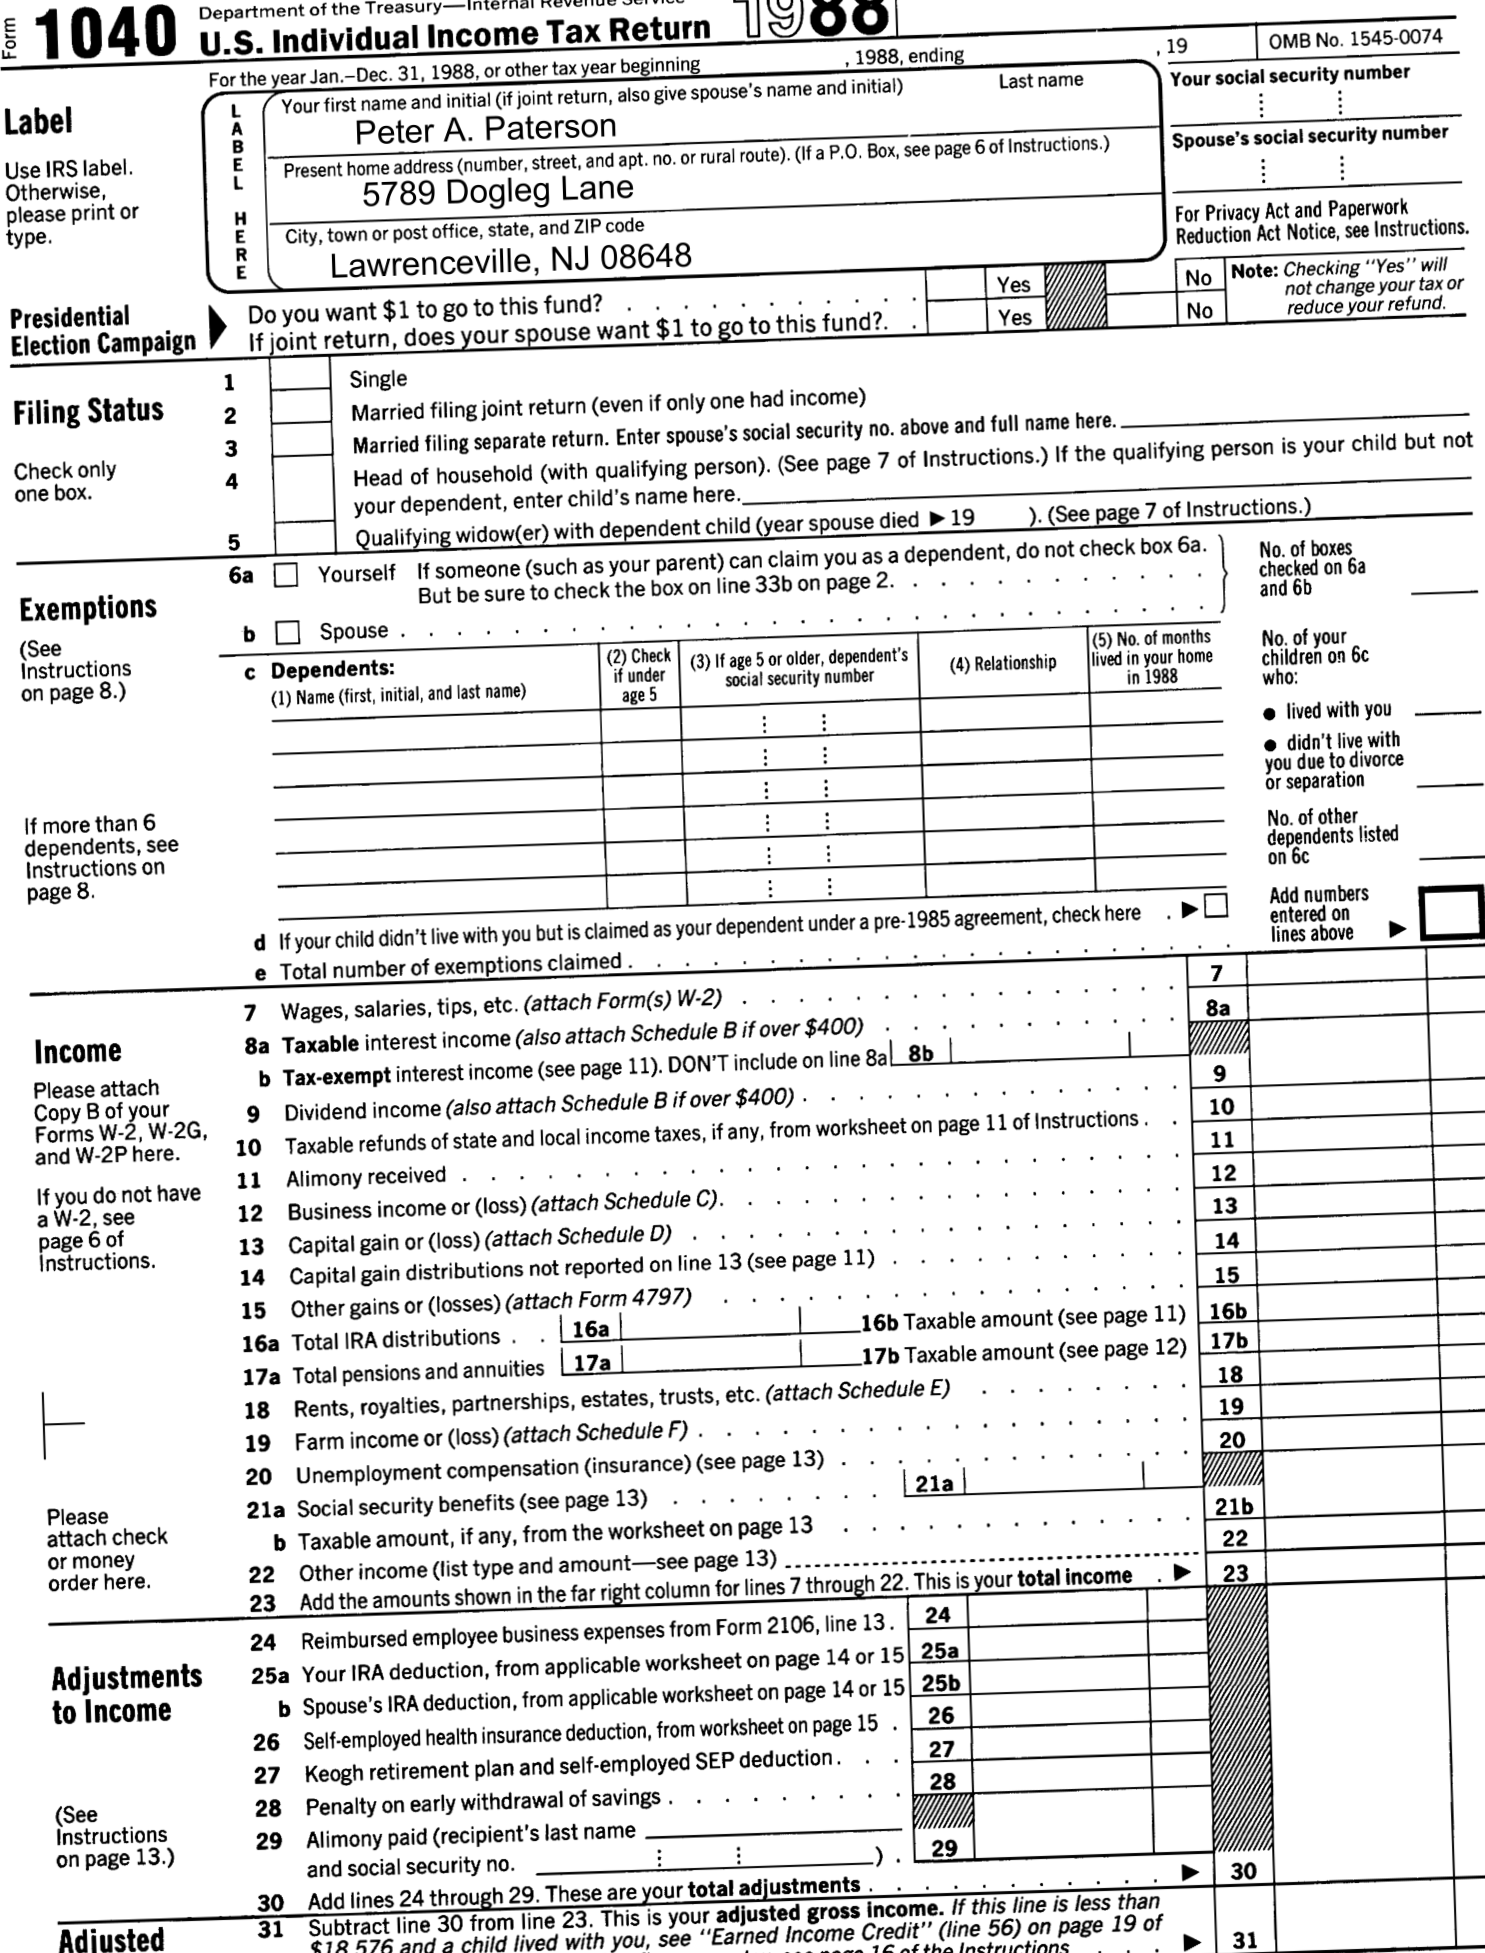 Form 1040 Department of the Treasury—Internal Revenue Service
U.S. Individual Income Tax Return 1988
For the year Jan.–Dec. 31, 1988, or other tax year beginning , 1988, ending , 19 OMB No. 1545-0074
Label
Use IRS label.
Otherwise,
please print or
type.
LABEL HERE
Your first name and initial (if joint return, also give spouse's name and initial) Last name
Peter A. Paterson
Present home address (number, street, and apt. no. or rural route). (If a P.O. Box, see page 6 of Instructions.)
5789 Dogleg Lane
City, town or post office, state, and ZIP code
Lawrenceville, NJ 08648
Your social security number
Spouse's social security number
For Privacy Act and Paperwork
Reduction Act Notice, see Instructions.
Presidential
Election Campaign
Do you want $1 to go to this fund? Yes No
If joint return, does your spouse want $1 to go to this fund?. Yes No
Note: Checking "Yes" will
not change your tax or
reduce your refund.
Filing Status
Check only
one box.
1 Single
2 Married filing joint return (even if only one had income)
3 Married filing separate return. Enter spouse's social security no. above and full name here.
4 Head of household (with qualifying person). (See page 7 of Instructions.) If the qualifying person is your child but not
your dependent, enter child's name here.
5 Qualifying widow(er) with dependent child (year spouse died ▶ 19 ). (See page 7 of Instructions.)
Exemptions
(See
Instructions
on page 8.)
If more than 6
dependents, see
Instructions on
page 8.
6a Yourself If someone (such as your parent) can claim you as a dependent, do not check box 6a.
But be sure to check the box on line 33b on page 2.
b Spouse
c Dependents:
(1) Name (first, initial, and last name)
(2) Check
if under
age 5
(3) If age 5 or older, dependent's
social security number
(4) Relationship
(5) No. of months
lived in your home
in 1988
d If your child didn't live with you but is claimed as your dependent under a pre-1985 agreement, check here . ▶
e Total number of exemptions claimed
No. of boxes
checked on 6a
and 6b
No. of your
children on 6c
who:
● lived with you
● didn't live with
you due to divorce
or separation
No. of other
dependents listed
on 6c
Add numbers
entered on
lines above ▶
Income
Please attach
Copy B of your
Forms W-2, W-2G,
and W-2P here.
If you do not have
a W-2, see
page 6 of
Instructions.
Please
attach check
or money
order here.
7 Wages, salaries, tips, etc. (attach Form(s) W-2) 7
8a Taxable interest income (also attach Schedule B if over $400) 8a
b Tax-exempt interest income (see page 11). DON'T include on line 8a 8b
9 Dividend income (also attach Schedule B if over $400) 9
10 Taxable refunds of state and local income taxes, if any, from worksheet on page 11 of Instructions 10
11 Alimony received 11
12 Business income or (loss) (attach Schedule C) 12
13 Capital gain or (loss) (attach Schedule D) 13
14 Capital gain distributions not reported on line 13 (see page 11) 14
15 Other gains or (losses) (attach Form 4797) 15
16a Total IRA distributions 16a 16b Taxable amount (see page 11) 16b
17a Total pensions and annuities 17a 17b Taxable amount (see page 12) 17b
18 Rents, royalties, partnerships, estates, trusts, etc. (attach Schedule E) 18
19 Farm income or (loss) (attach Schedule F) 19
20 Unemployment compensation (insurance) (see page 13) 20
21a Social security benefits (see page 13) 21a
b Taxable amount, if any, from the worksheet on page 13 21b
22 Other income (list type and amount—see page 13) 22
23 Add the amounts shown in the far right column for lines 7 through 22. This is your total income . ▶ 23
Adjustments
to Income
(See
Instructions
on page 13.)
24 Reimbursed employee business expenses from Form 2106, line 13. 24
25a Your IRA deduction, from applicable worksheet on page 14 or 15 25a
b Spouse's IRA deduction, from applicable worksheet on page 14 or 15 25b
26 Self-employed health insurance deduction, from worksheet on page 15 26
27 Keogh retirement plan and self-employed SEP deduction 27
28 Penalty on early withdrawal of savings 28
29 Alimony paid (recipient's last name
and social security no. ) . 29
30 Add lines 24 through 29. These are your total adjustments ▶ 30
Adjusted
31 Subtract line 30 from line 23. This is your adjusted gross income. If this line is less than
$18,576 and a child lived with you, see "Earned Income Credit" (line 56) on page 19 of
page 16 of the Instructions ▶ 31